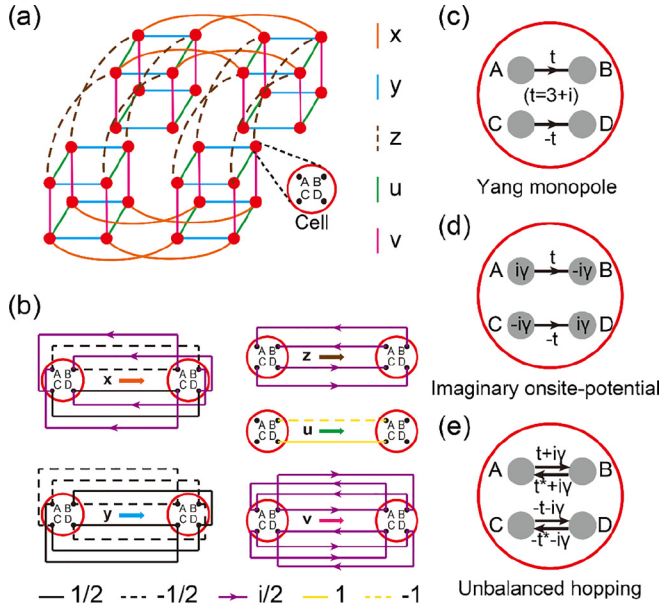 (a)
x
y
z
u
v
A B
C D
Cell
(b)
A B
C D
x
A B
C D
A B
C D
z
A B
C D
A B
C D
u
A B
C D
A B
C D
y
A B
C D
A B
C D
v
A B
C D
1/2
-1/2
i/2
1
-1
(c)
A t B
(t=3+i)
C -t D
Yang monopole
(d)
A iγ t -iγ B
C -iγ -t iγ D
Imaginary onsite-potential
(e)
t+iγ
A B
t*+iγ
-t-iγ
C D
-t*-iγ
Unbalanced hopping